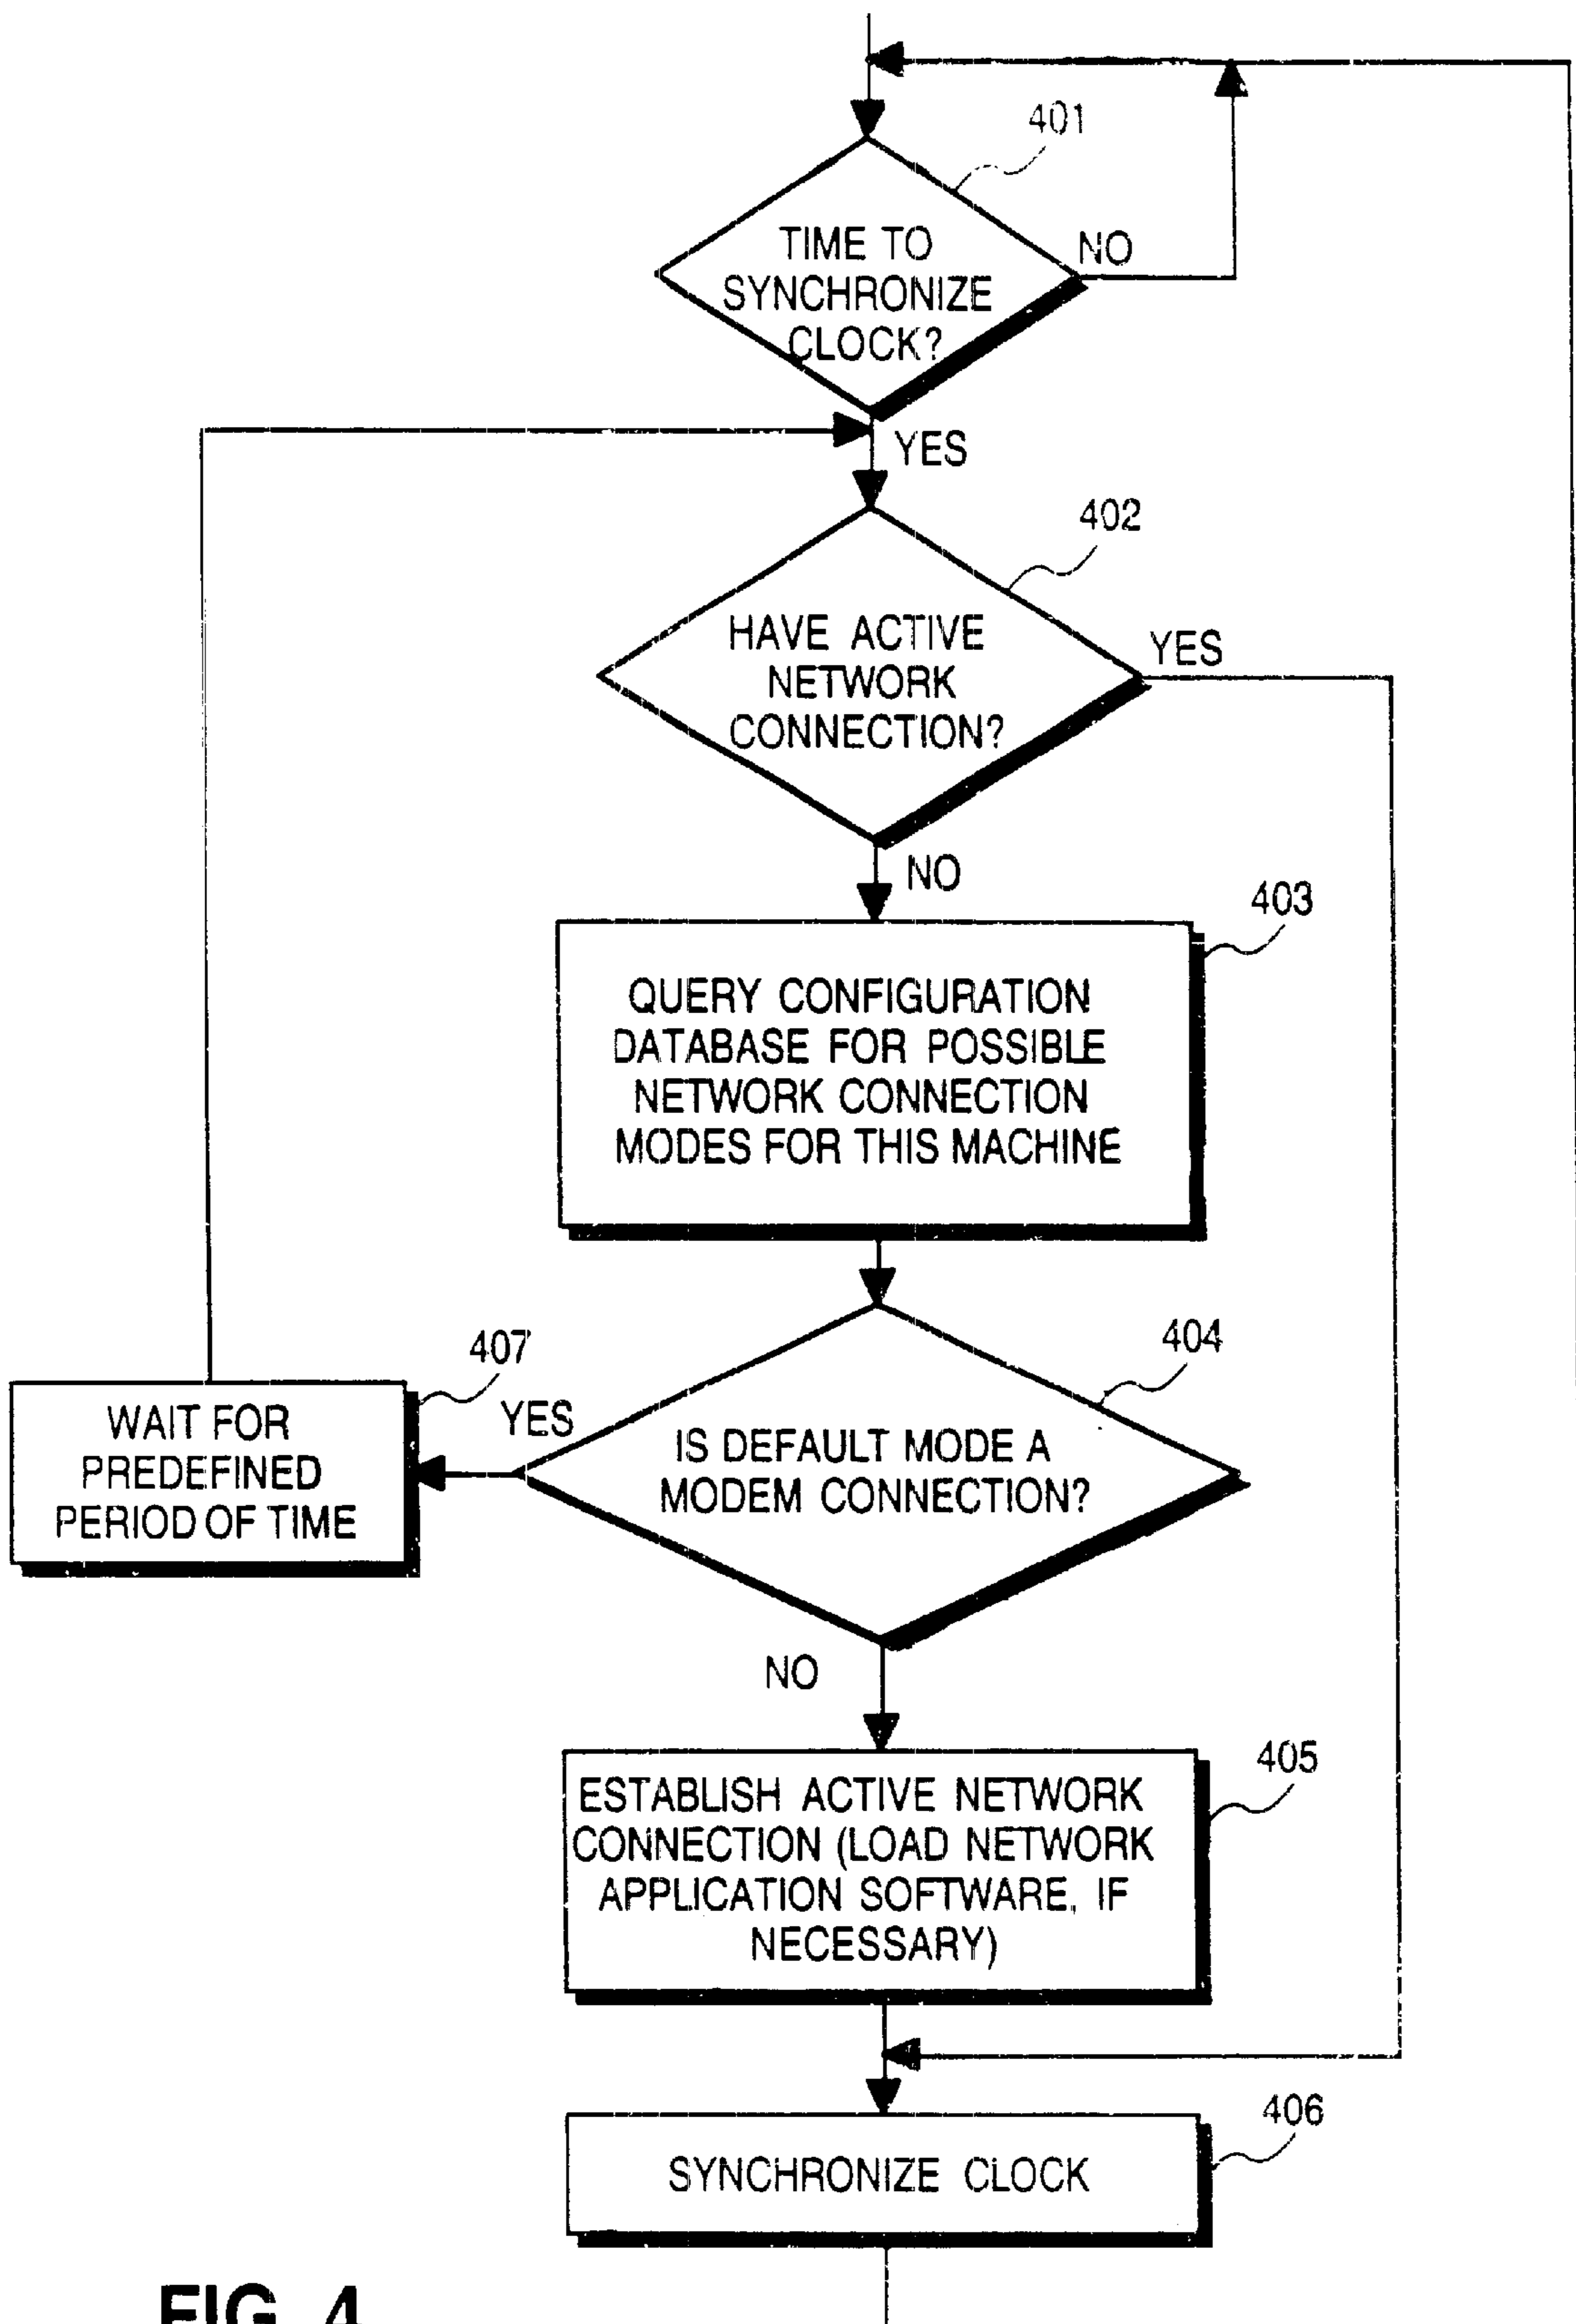 401
TIME TO
SYNCHRONIZE
CLOCK?
NO
YES
402
HAVE ACTIVE
NETWORK
CONNECTION?
YES
NO
403
QUERY CONFIGURATION
DATABASE FOR POSSIBLE
NETWORK CONNECTION
MODES FOR THIS MACHINE
404
IS DEFAULT MODE A
MODEM CONNECTION?
YES
407
WAIT FOR
PREDEFINED
PERIOD OF TIME
NO
405
ESTABLISH ACTIVE NETWORK
CONNECTION (LOAD NETWORK
APPLICATION SOFTWARE, IF
NECESSARY)
406
SYNCHRONIZE CLOCK
FIG. 4